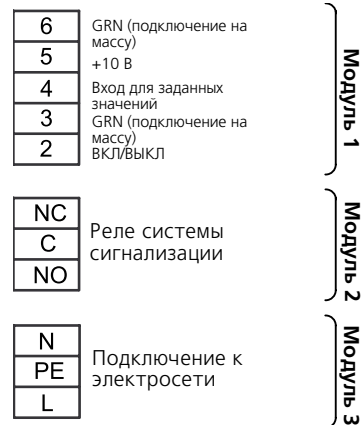 6 GRN (подключение на
массу)
5 +10 В
4 Вход для заданных
значений
3 GRN (подключение на
массу)
2 ВКЛ/ВЫКЛ
Модуль 1
NC
C
NO
Реле системы
сигнализации
Модуль 2
N
PE
L
Подключение к
электросети
Модуль 3